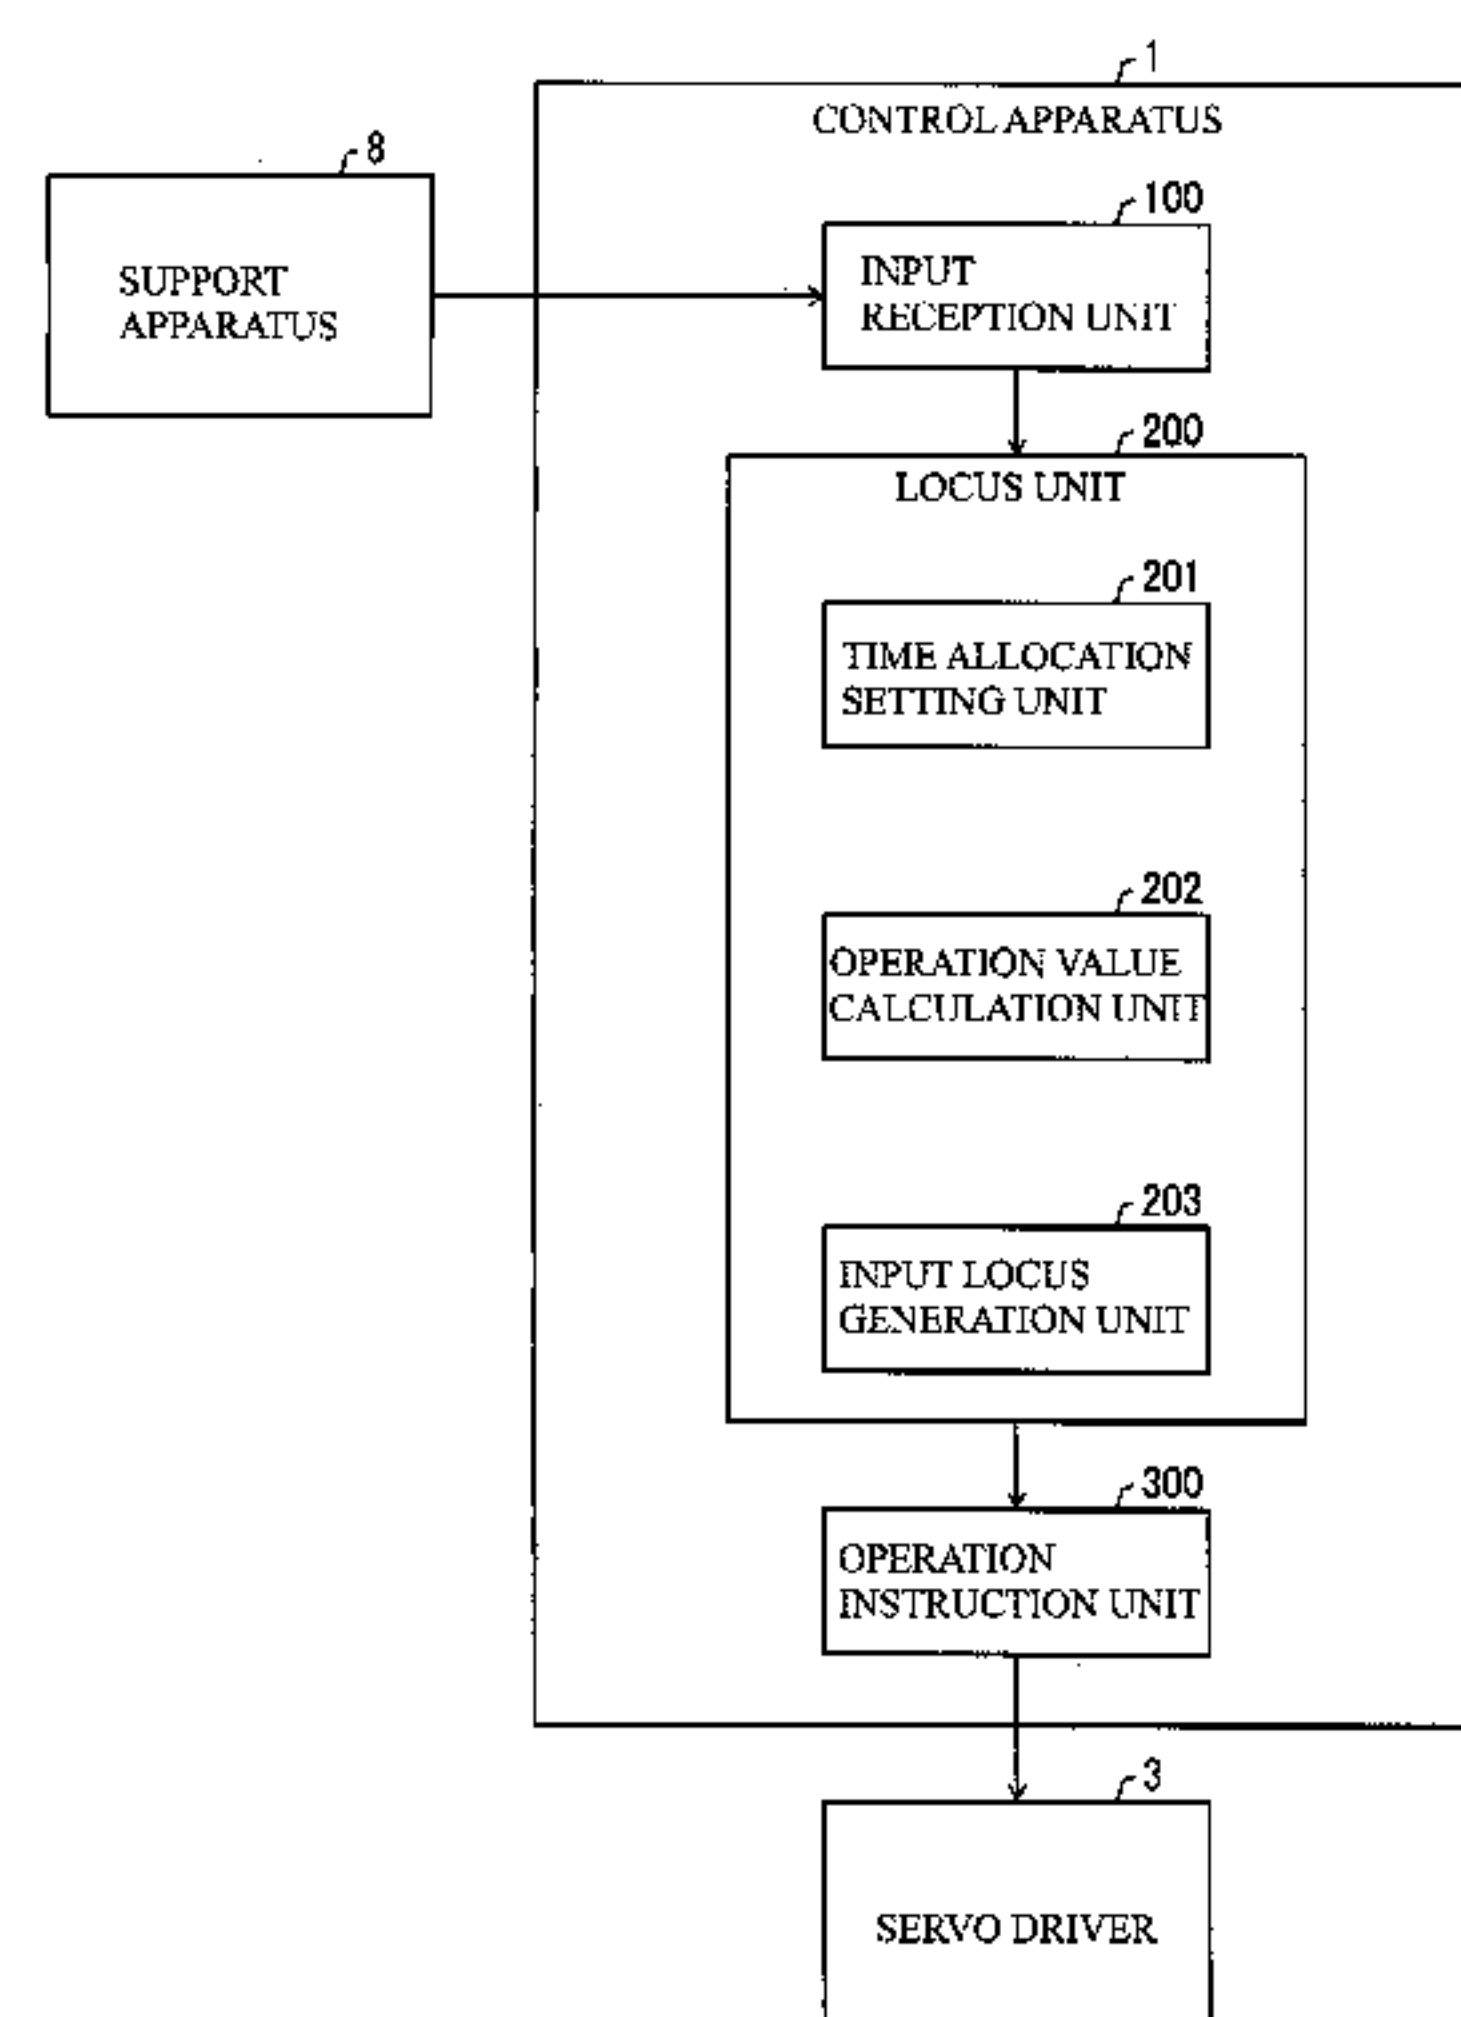 1
CONTROL APPARATUS
8
SUPPORT
APPARATUS
100
INPUT
RECEPTION UNIT
200
LOCUS UNIT
201
TIME ALLOCATION
SETTING UNIT
202
OPERATION VALUE
CALCULATION UNIT
203
INPUT LOCUS
GENERATION UNIT
300
OPERATION
INSTRUCTION UNIT
3
SERVO DRIVER